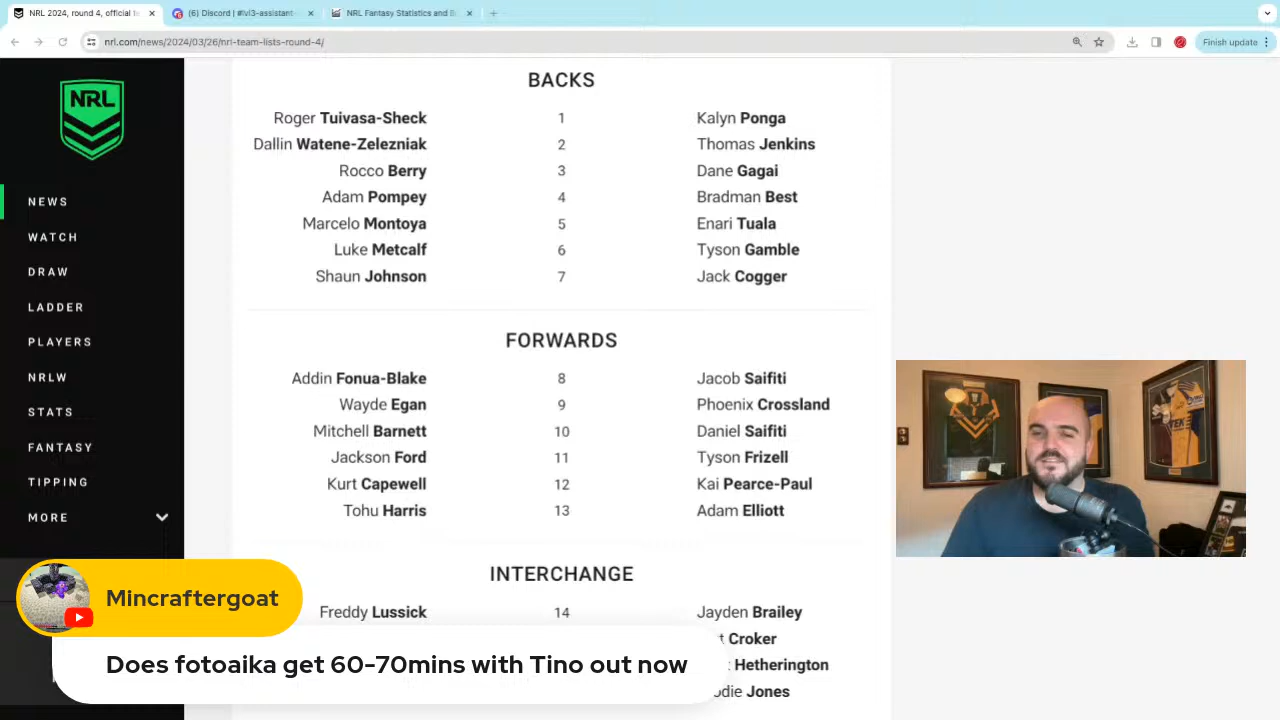 NRL 2024, round 4, official te
(6) Discord | #lvl3-assistant-
NRL Fantasy Statistics and B
nrl.com/news/2024/03/26/nrl-team-lists-round-4/
Finish update
NRL
NEWS
WATCH
DRAW
LADDER
PLAYERS
NRLW
STATS
FANTASY
TIPPING
MORE
BACKS
Roger Tuivasa-Sheck 1 Kalyn Ponga
Dallin Watene-Zelezniak 2 Thomas Jenkins
Rocco Berry 3 Dane Gagai
Adam Pompey 4 Bradman Best
Marcelo Montoya 5 Enari Tuala
Luke Metcalf 6 Tyson Gamble
Shaun Johnson 7 Jack Cogger
FORWARDS
Addin Fonua-Blake 8 Jacob Saifiti
Wayde Egan 9 Phoenix Crossland
Mitchell Barnett 10 Daniel Saifiti
Jackson Ford 11 Tyson Frizell
Kurt Capewell 12 Kai Pearce-Paul
Tohu Harris 13 Adam Elliott
INTERCHANGE
Freddy Lussick 14 Jayden Brailey
Croker
Hetherington
Jones
Mincraftergoat
Does fotoaika get 60-70mins with Tino out now